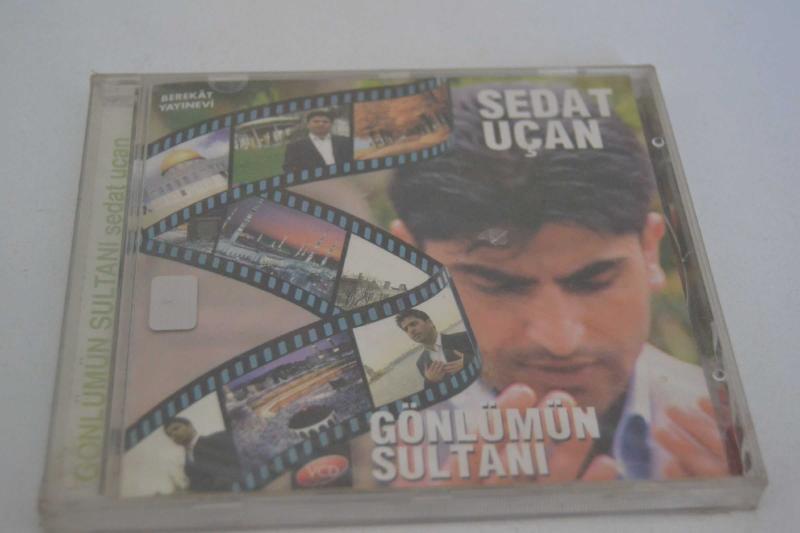 BEREKÂT
YAYINEVİ
SEDAT
UÇAN
GÖNLÜMÜN
SULTANI
VCD
GÖNLÜMÜN SULTANI sedat uçan